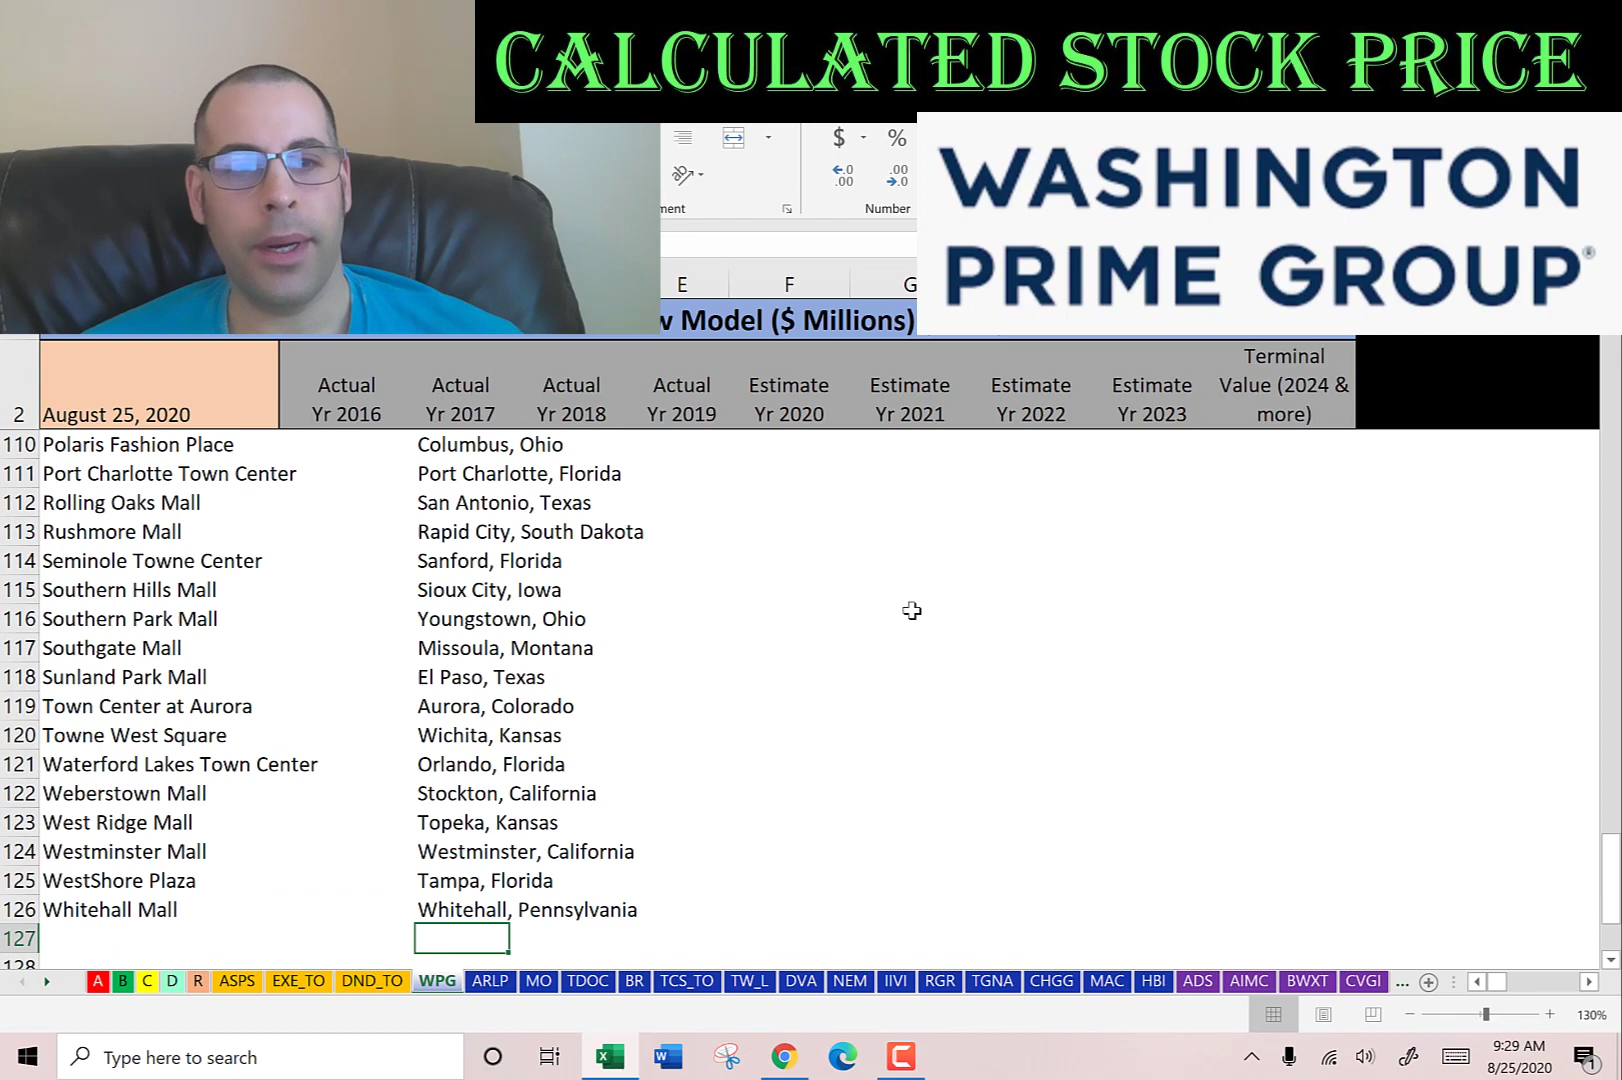 CALCULATED STOCK PRICE
WASHINGTON
PRIME GROUP®
$ %
ment
Number
E F G
w Model ($ Millions)
2 August 25, 2020 Actual Yr 2016 Actual Yr 2017 Actual Yr 2018 Actual Yr 2019 Estimate Yr 2020 Estimate Yr 2021 Estimate Yr 2022 Estimate Yr 2023 Terminal Value (2024 & more)
110 Polaris Fashion Place Columbus, Ohio
111 Port Charlotte Town Center Port Charlotte, Florida
112 Rolling Oaks Mall San Antonio, Texas
113 Rushmore Mall Rapid City, South Dakota
114 Seminole Towne Center Sanford, Florida
115 Southern Hills Mall Sioux City, Iowa
116 Southern Park Mall Youngstown, Ohio
117 Southgate Mall Missoula, Montana
118 Sunland Park Mall El Paso, Texas
119 Town Center at Aurora Aurora, Colorado
120 Towne West Square Wichita, Kansas
121 Waterford Lakes Town Center Orlando, Florida
122 Weberstown Mall Stockton, California
123 West Ridge Mall Topeka, Kansas
124 Westminster Mall Westminster, California
125 WestShore Plaza Tampa, Florida
126 Whitehall Mall Whitehall, Pennsylvania
127
128
A B C D R ASPS EXE_TO DND_TO WPG ARLP MO TDOC BR TCS_TO TW_L DVA NEM IIVI RGR TGNA CHGG MAC HBI ADS AIMC BWXT CVGI ...
130%
Type here to search
9:29 AM
8/25/2020